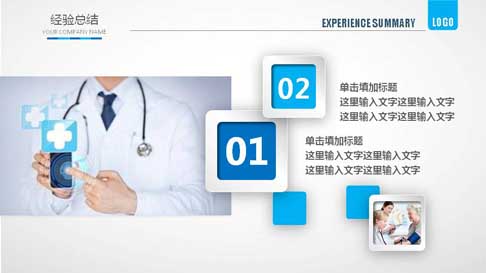 经验总结
YOUR COMPANY NAME
EXPERIENCE SUMMARY
LOGO
02
单击填加标题
这里输入文字这里输入文字
这里输入文字这里输入文字
01
单击填加标题
这里输入文字这里输入文字
这里输入文字这里输入文字